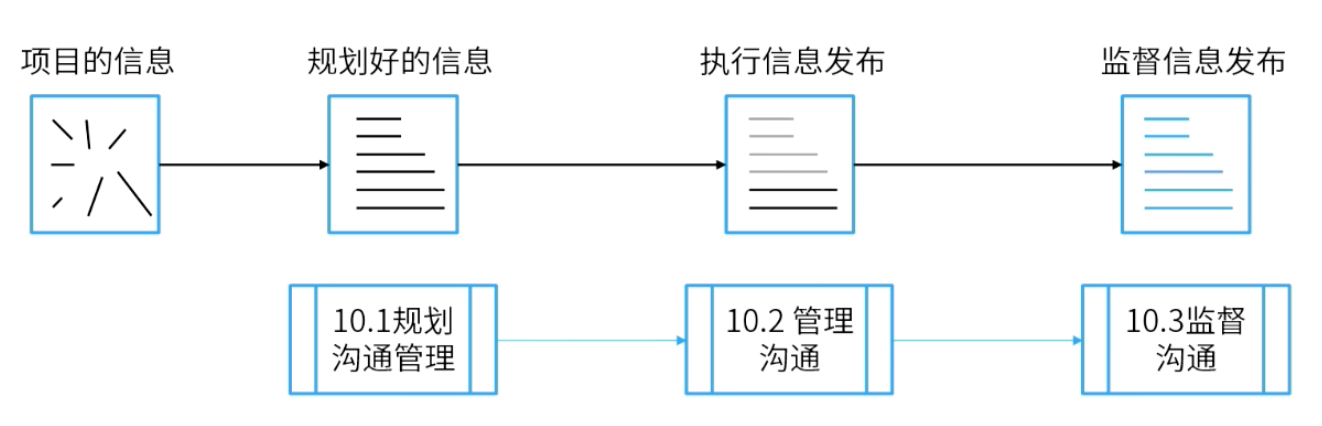 项目的信息
规划好的信息
执行信息发布
监督信息发布
10.1规划
沟通管理
10.2 管理
沟通
10.3监督
沟通